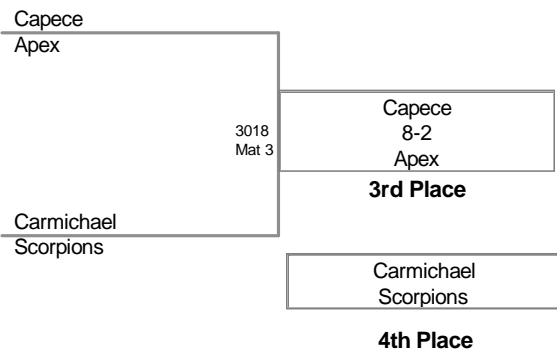 Capece
Apex
3018
Mat 3
Capece
8-2
Apex
3rd Place
Carmichael
Scorpions
Carmichael
Scorpions
4th Place